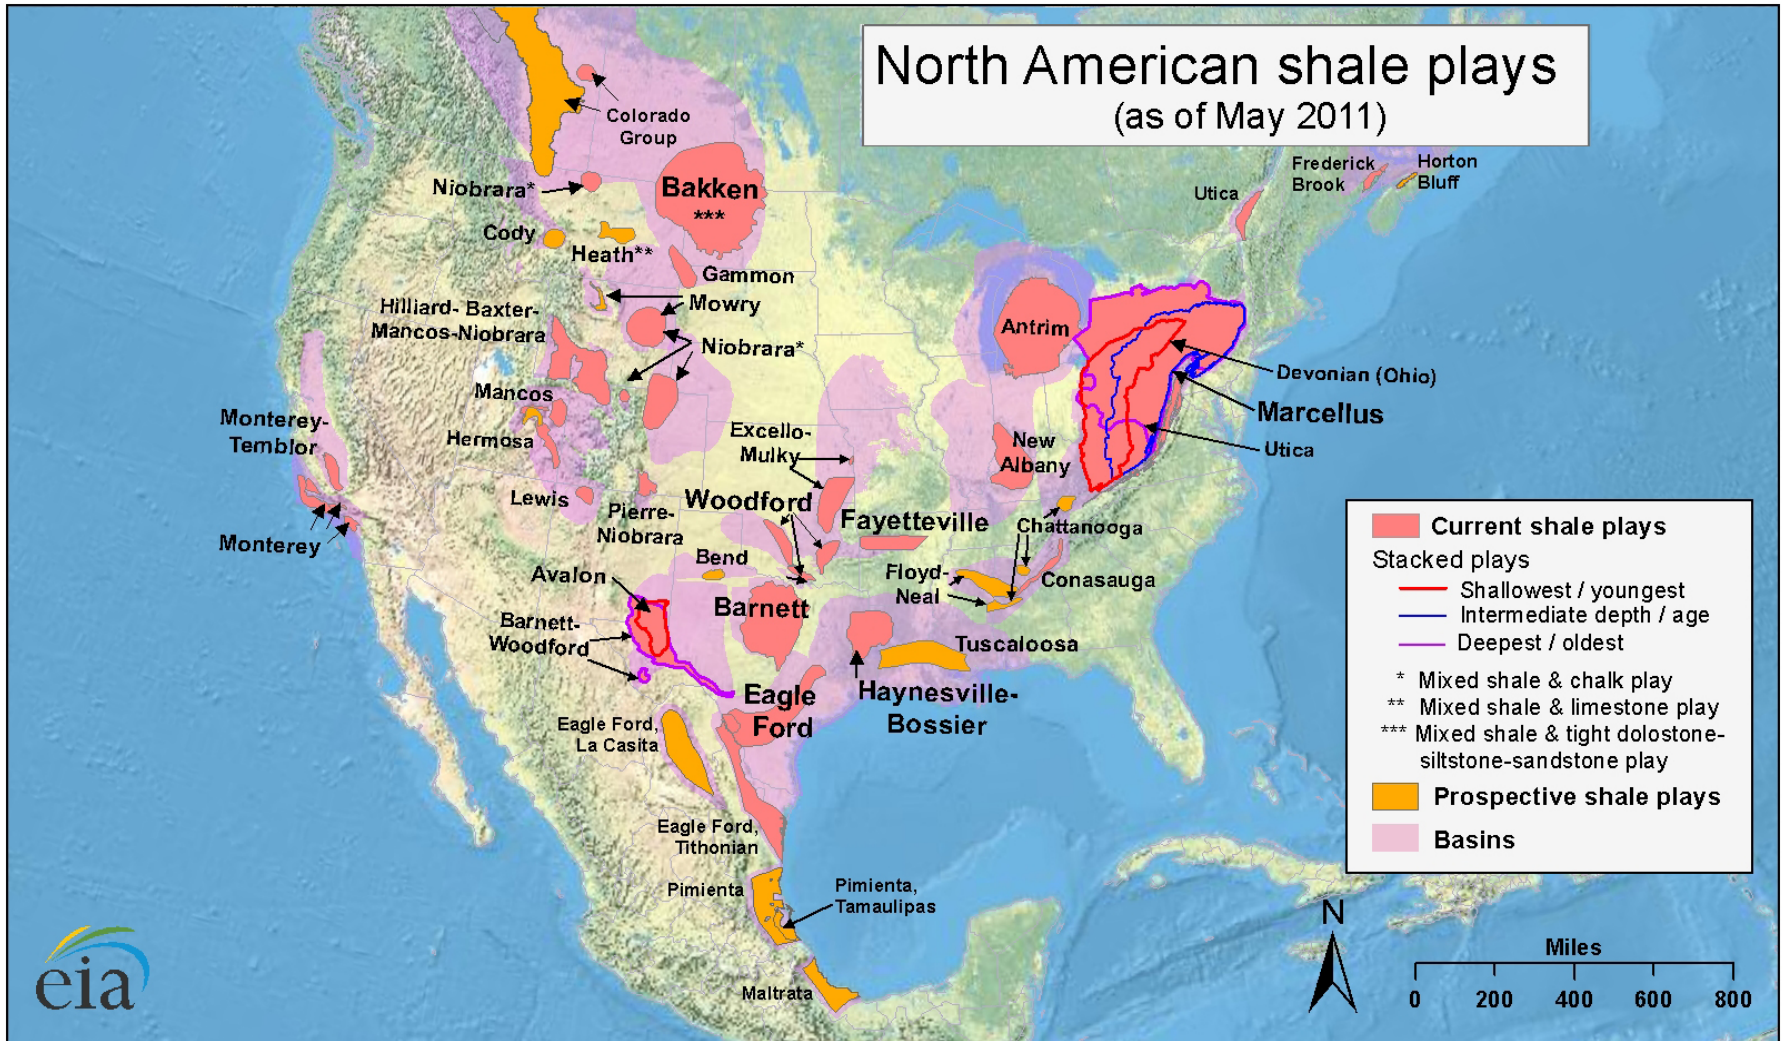 North American shale plays
(as of May 2011)
Colorado
Group
Niobrara*
Bakken
***
Cody
Heath**
Gammon
Mowry
Hilliard- Baxter-
Mancos-Niobrara
Niobrara*
Mancos
Hermosa
Monterey-
Temblor
Monterey
Lewis
Pierre-
Niobrara
Excello-
Mulky
Woodford
Fayetteville
Bend
Avalon
Barnett-
Woodford
Barnett
Eagle
Ford
Haynesville-
Bossier
Tuscaloosa
Floyd-
Neal
Conasauga
Chattanooga
New
Albany
Antrim
Devonian (Ohio)
Marcellus
Utica
Utica
Frederick
Brook
Horton
Bluff
Eagle Ford,
La Casita
Eagle Ford,
Tithonian
Pimienta
Pimienta,
Tamaulipas
Maltrata
Current shale plays
Stacked plays
Shallowest / youngest
Intermediate depth / age
Deepest / oldest
* Mixed shale & chalk play
** Mixed shale & limestone play
*** Mixed shale & tight dolostone-
siltstone-sandstone play
Prospective shale plays
Basins
N
Miles
0 200 400 600 800
eia